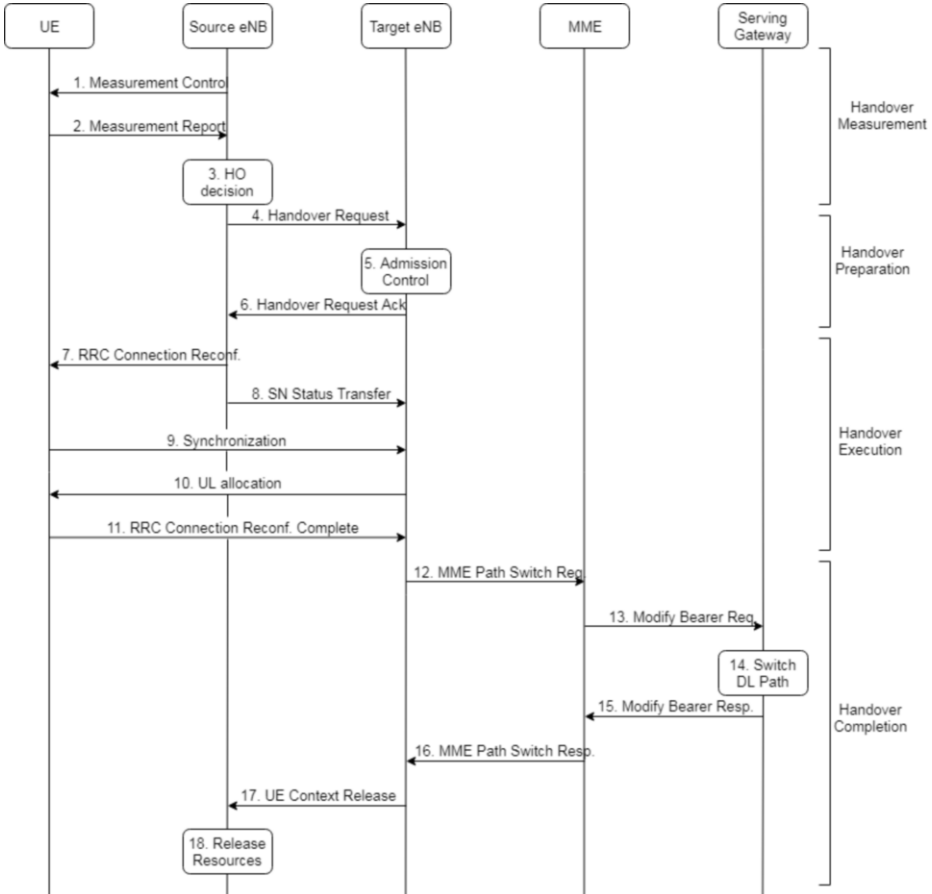 UE
Source eNB
Target eNB
MME
Serving
Gateway
1. Measurement Control
Handover
Measurement
2. Measurement Report
3. HO
decision
4. Handover Request
5. Admission
Control
Handover
Preparation
6. Handover Request Ack
7. RRC Connection Reconf.
8. SN Status Transfer
9. Synchronization
Handover
Execution
10. UL allocation
11. RRC Connection Reconf. Complete
12. MME Path Switch Req
13. Modify Bearer Req.
14. Switch
DL Path
15. Modify Bearer Resp.
Handover
Completion
16. MME Path Switch Resp.
17. UE Context Release
18. Release
Resources